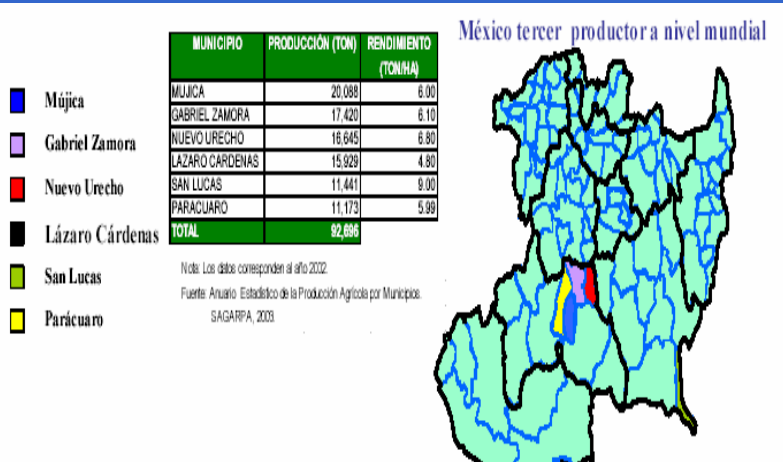 México tercer productor a nivel mundial
MUNICIPIO PRODUCCIÓN (TON) RENDIMIENTO (TON/HA)
MUJICA 20,088 6.00
GABRIEL ZAMORA 17,420 6.10
NUEVO URECHO 16,645 6.80
LAZARO CARDENAS 15,929 4.80
SAN LUCAS 11,441 9.00
PARACUARO 11,173 5.99
TOTAL 92,696
Mújica
Gabriel Zamora
Nuevo Urecho
Lázaro Cárdenas
San Lucas
Parácuaro
Nota: Los datos corresponden al año 2002.
Fuente: Anuario Estadístico de la Producción Agrícola por Municipios.
SAGARPA, 2003.